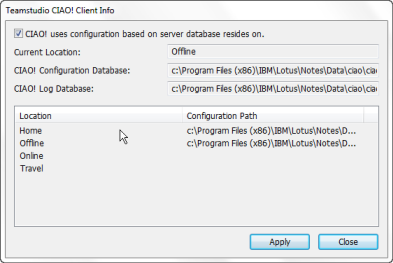 Teamstudio CIAO! Client Info
CIAO! uses configuration based on server database resides on.
Current Location: Offline
CIAO! Configuration Database: c:\Program Files (x86)\IBM\Lotus\Notes\Data\ciao\ciao
CIAO! Log Database: c:\Program Files (x86)\IBM\Lotus\Notes\Data\ciao\ciao
Location Configuration Path
Home c:\Program Files (x86)\IBM\Lotus\Notes\D...
Offline c:\Program Files (x86)\IBM\Lotus\Notes\D...
Online
Travel
Apply Close